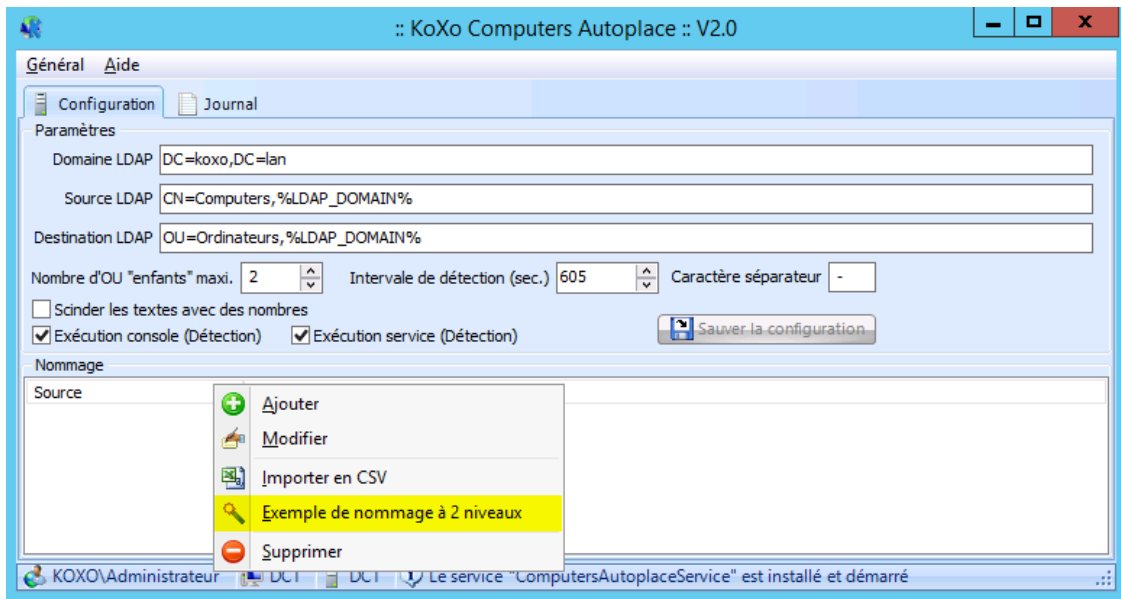 :: KoXo Computers Autoplace :: V2.0
Général Aide
Configuration Journal
Paramètres
Domaine LDAP DC=koxo,DC=lan
Source LDAP CN=Computers,%LDAP_DOMAIN%
Destination LDAP OU=Ordinateurs,%LDAP_DOMAIN%
Nombre d'OU "enfants" maxi. 2 Intervale de détection (sec.) 605 Caractère séparateur -
Scinder les textes avec des nombres
Exécution console (Détection) Exécution service (Détection) Sauver la configuration
Nommage
Source
Ajouter
Modifier
Importer en CSV
Exemple de nommage à 2 niveaux
Supprimer
KOXO\Administrateur DC1 DC1 Le service "ComputersAutoplaceService" est installé et démarré